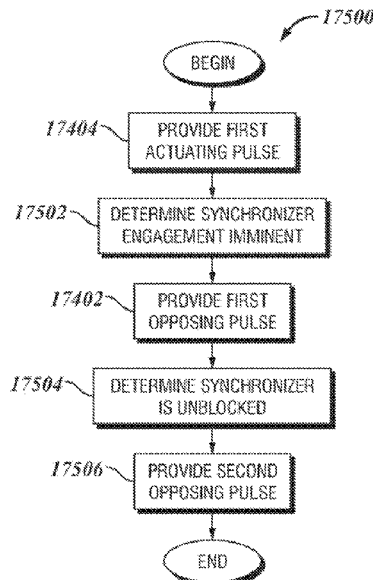 17500
BEGIN
17404
PROVIDE FIRST
ACTUATING PULSE
17502
DETERMINE SYNCHRONIZER
ENGAGEMENT IMMINENT
17402
PROVIDE FIRST
OPPOSING PULSE
17504
DETERMINE SYNCHRONIZER
IS UNBLOCKED
17506
PROVIDE SECOND
OPPOSING PULSE
END